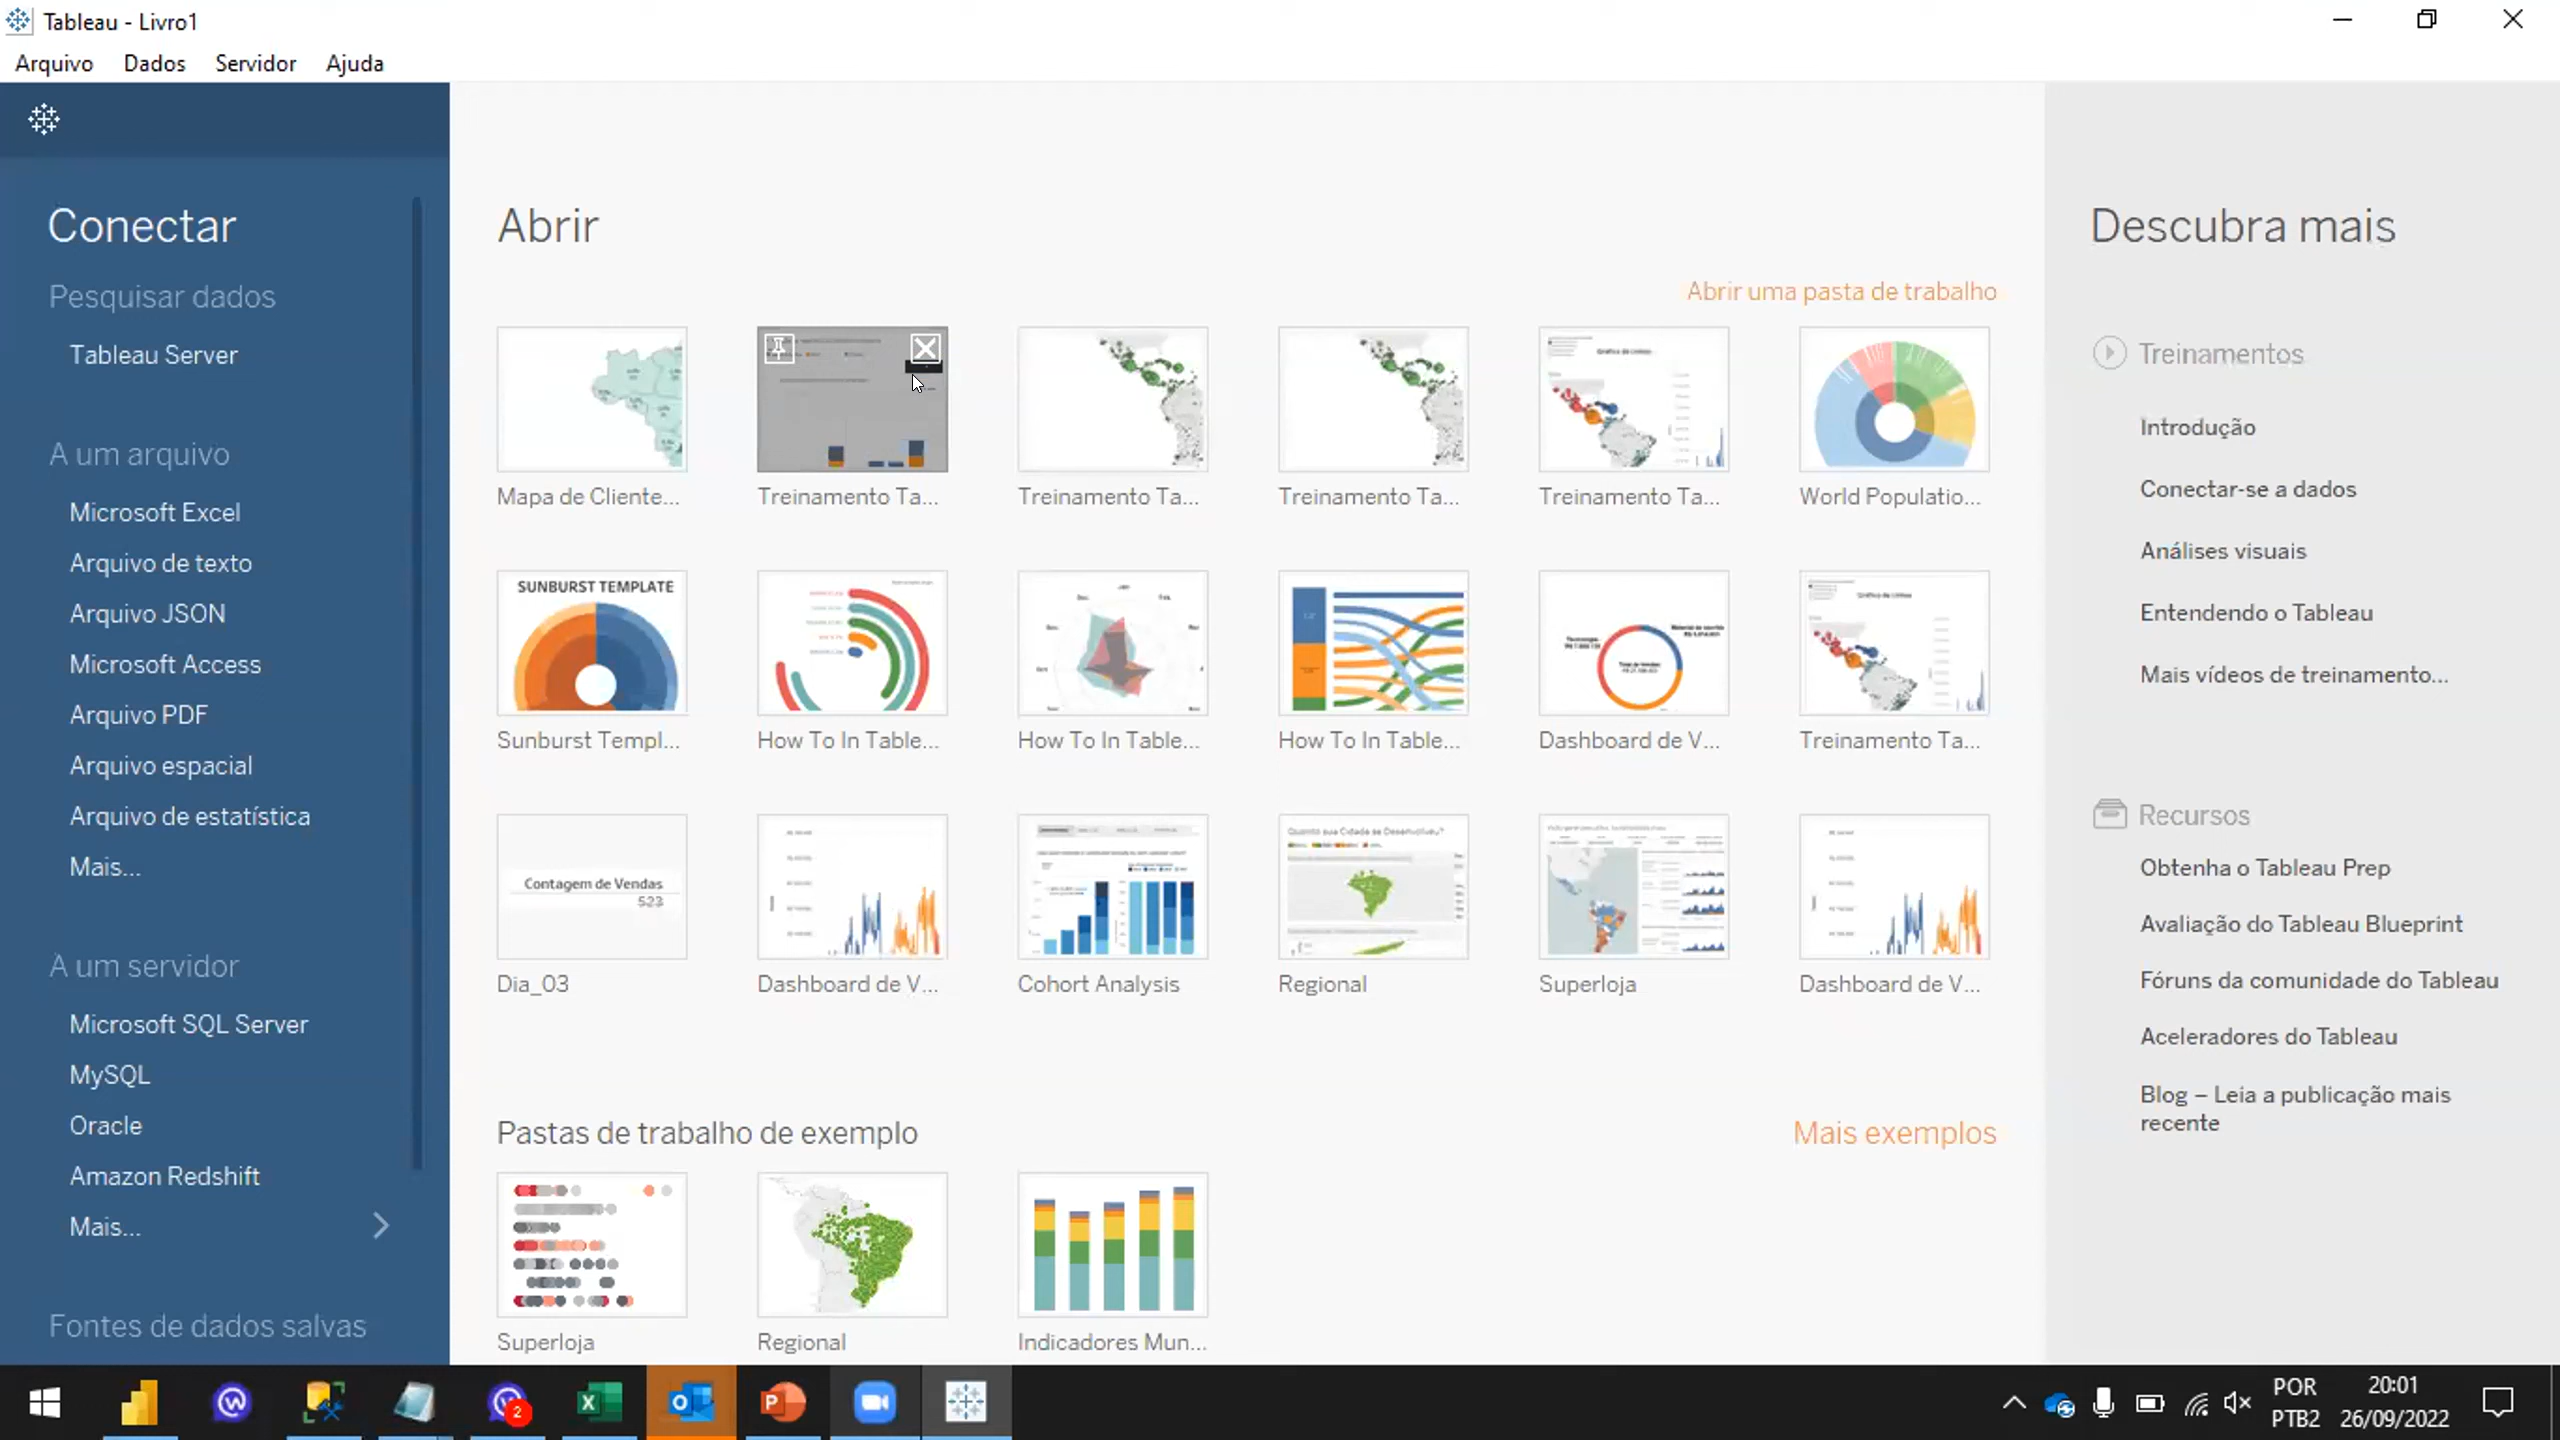 Tableau - Livro1
Arquivo Dados Servidor Ajuda
Conectar
Pesquisar dados
Tableau Server
A um arquivo
Microsoft Excel
Arquivo de texto
Arquivo JSON
Microsoft Access
Arquivo PDF
Arquivo espacial
Arquivo de estatística
Mais...
A um servidor
Microsoft SQL Server
MySQL
Oracle
Amazon Redshift
Mais...
Fontes de dados salvas
Abrir
Abrir uma pasta de trabalho
Mapa de Cliente... Treinamento Ta... Treinamento Ta... Treinamento Ta... Treinamento Ta... World Populatio...
SUNBURST TEMPLATE
Sunburst Templ... How To In Table... How To In Table... How To In Table... Dashboard de V... Treinamento Ta...
Contagem de Vendas
523
Quanto sua Cidade se Desenvolveu?
Dia_03 Dashboard de V... Cohort Analysis Regional Superloja Dashboard de V...
Pastas de trabalho de exemplo
Mais exemplos
Superloja Regional Indicadores Mun...
Descubra mais
Treinamentos
Introdução
Conectar-se a dados
Análises visuais
Entendendo o Tableau
Mais vídeos de treinamento...
Recursos
Obtenha o Tableau Prep
Avaliação do Tableau Blueprint
Fóruns da comunidade do Tableau
Aceleradores do Tableau
Blog – Leia a publicação mais
recente
2
POR
PTB2
20:01
26/09/2022